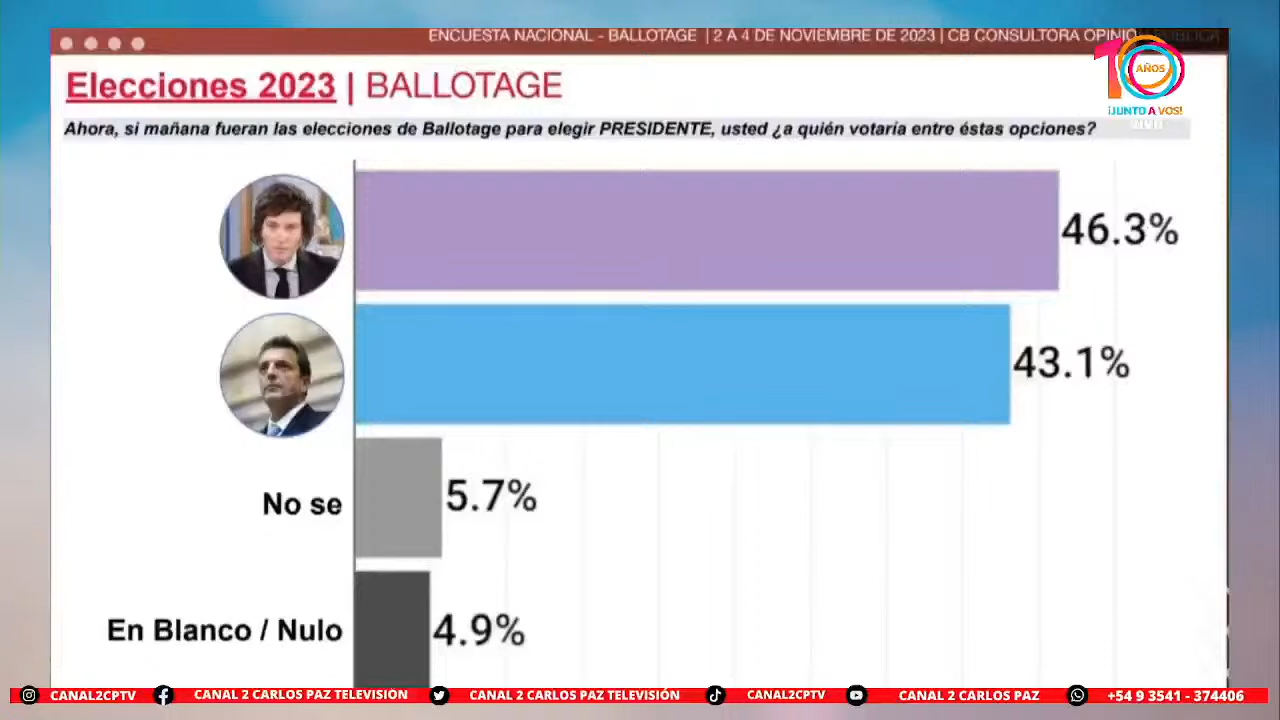 ENCUESTA NACIONAL - BALLOTAGE | 2 A 4 DE NOVIEMBRE DE 2023 | CB CONSULTORA OPINION PUBLICA
10 AÑOS
¡JUNTO A VOS!
Elecciones 2023 | BALLOTAGE
Ahora, si mañana fueran las elecciones de Ballotage para elegir PRESIDENTE, usted ¿a quién votaría entre éstas opciones?
46.3%
43.1%
No se 5.7%
En Blanco / Nulo 4.9%
CANAL2CPTV CANAL 2 CARLOS PAZ TELEVISION CANAL 2 CARLOS PAZ TELEVISIÓN CANAL2CPTV CANAL 2 CARLOS PAZ +54 9 3541 - 374406